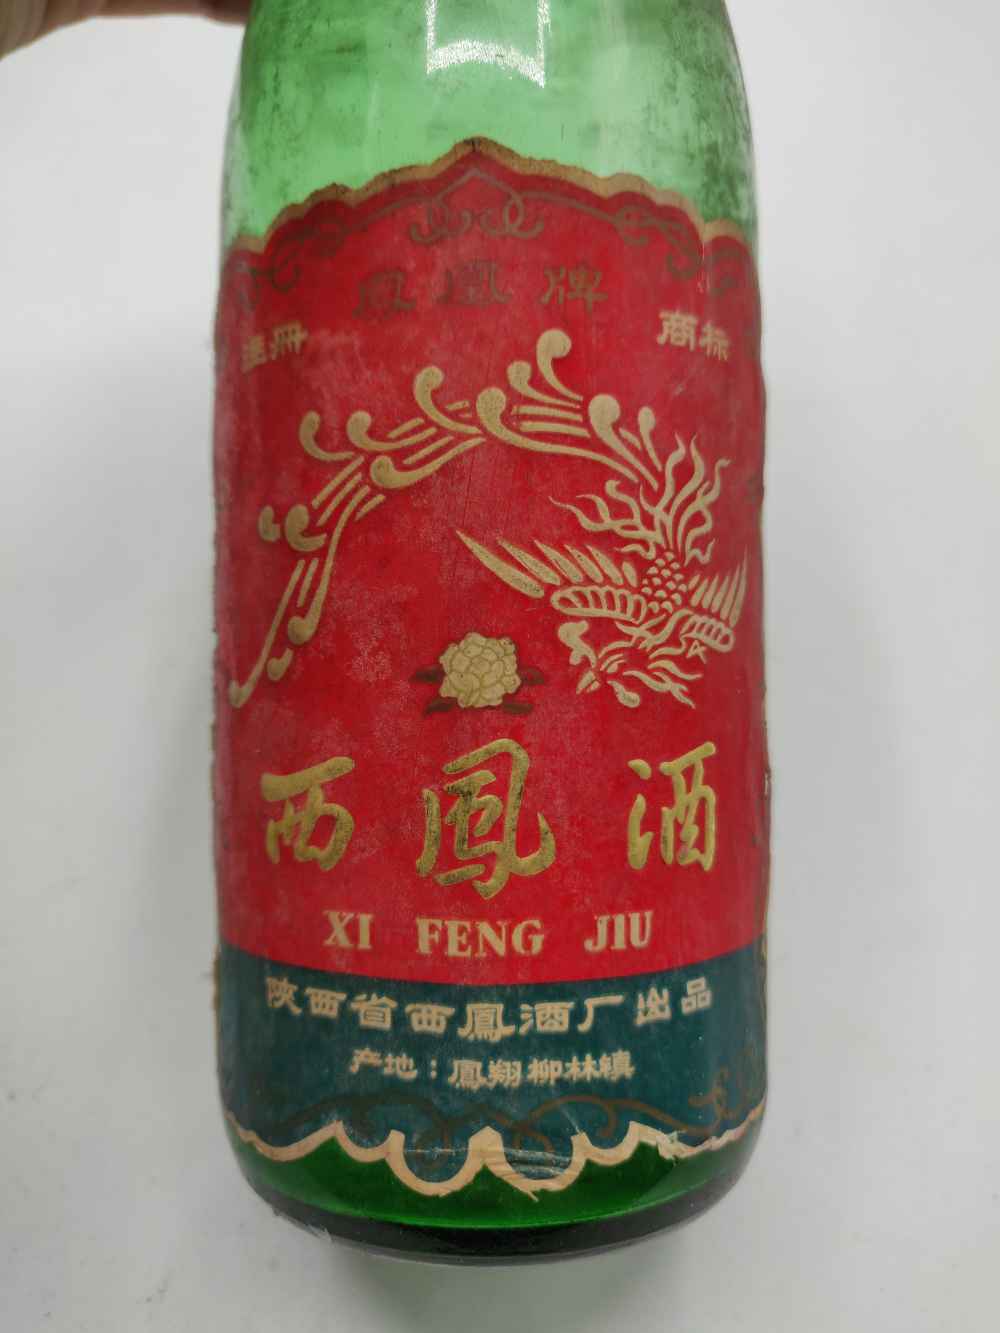 鳳凰牌
注册 商标
西鳳酒
XI FENG JIU
陕西省西鳳酒厂出品
产地：鳳翔柳林镇